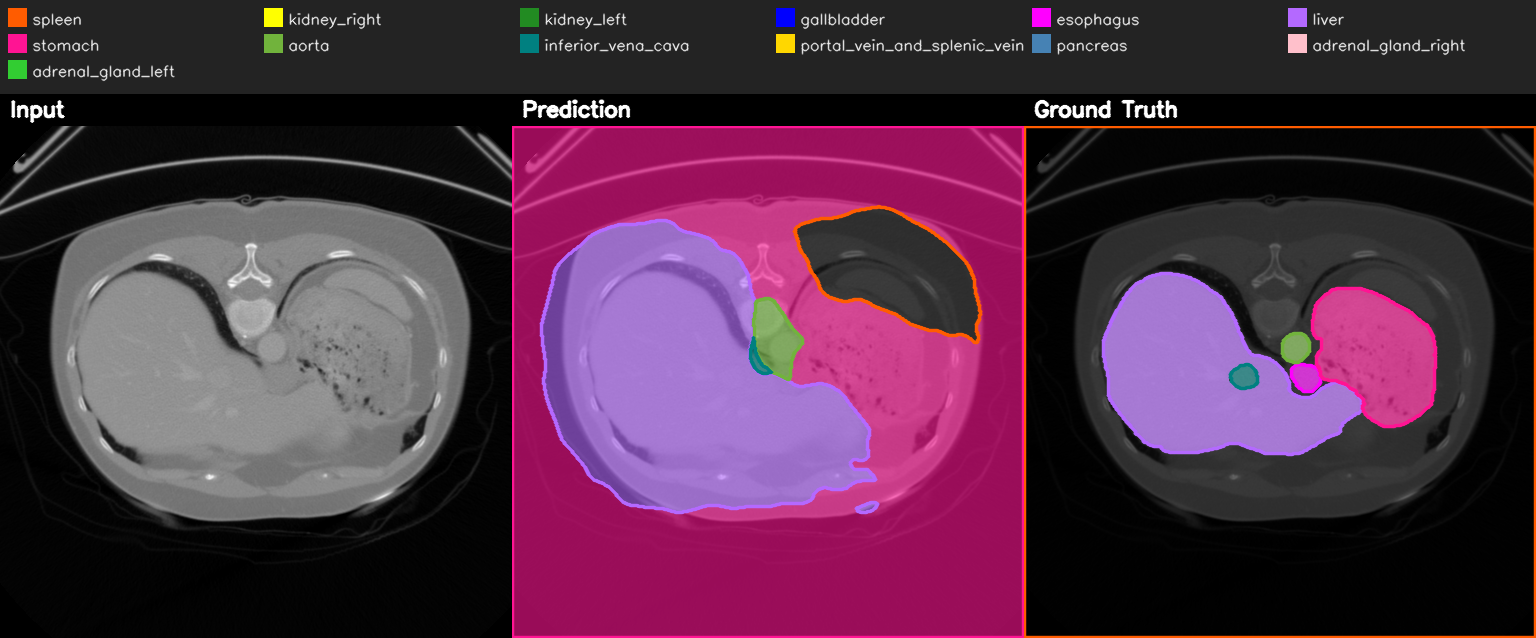 spleen kidney_right kidney_left gallbladder esophagus liver
stomach aorta inferior_vena_cava portal_vein_and_splenic_vein pancreas adrenal_gland_right
adrenal_gland_left
Input Prediction Ground Truth